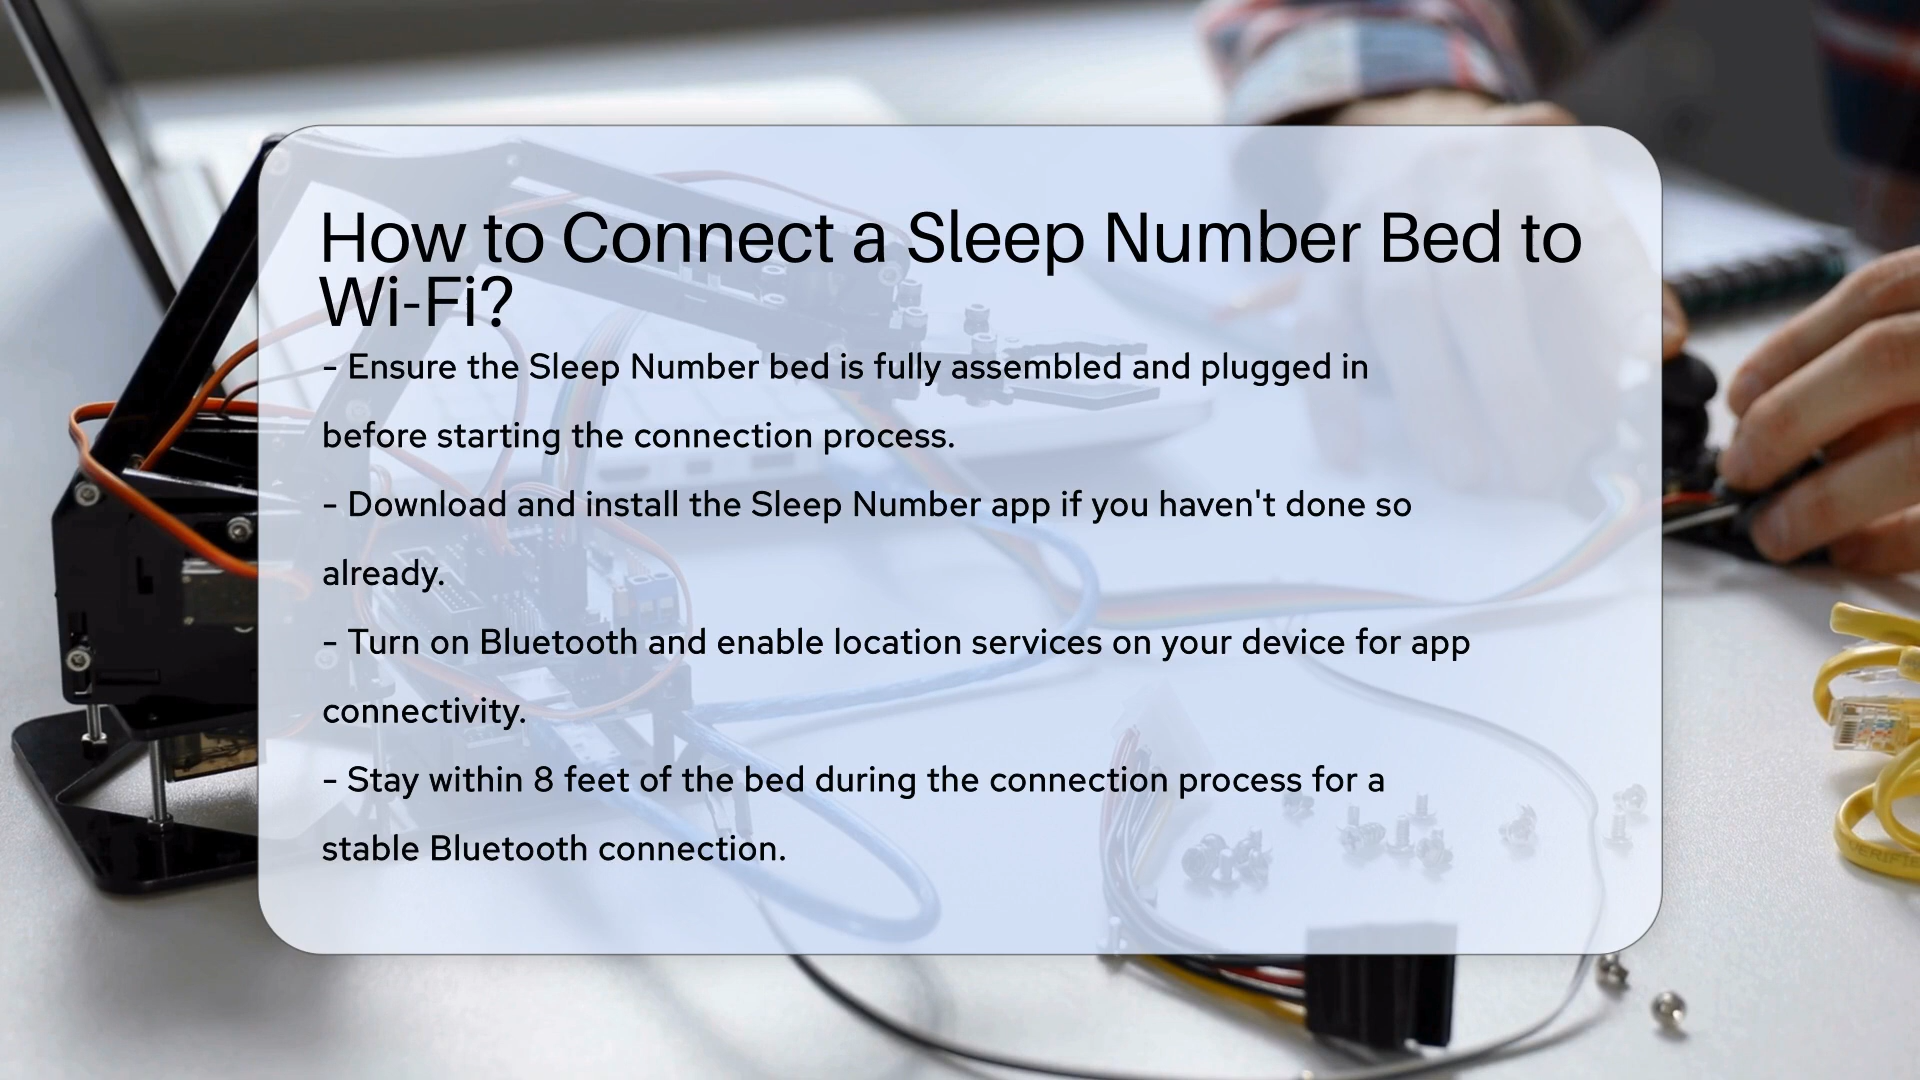 How to Connect a Sleep Number Bed to
Wi-Fi?
- Ensure the Sleep Number bed is fully assembled and plugged in
before starting the connection process.
- Download and install the Sleep Number app if you haven't done so
already.
- Turn on Bluetooth and enable location services on your device for app
connectivity.
- Stay within 8 feet of the bed during the connection process for a
stable Bluetooth connection.